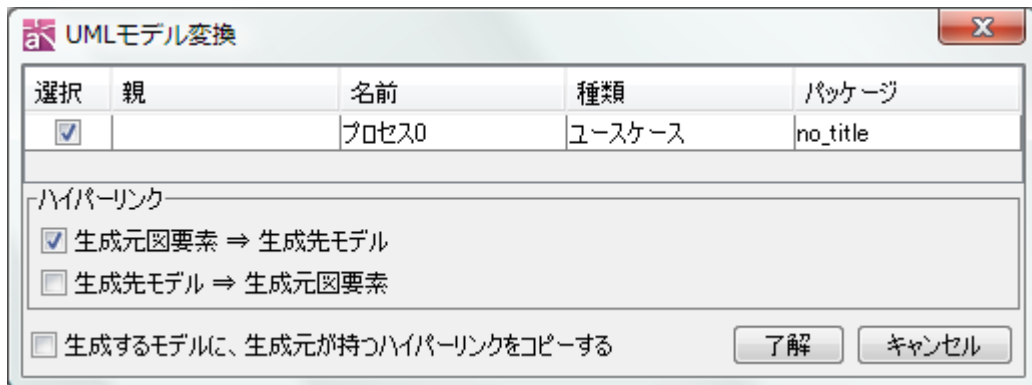 UMLモデル変換
選択 親 名前 種類 パッケージ
プロセス0 ユースケース no_title
ハイパーリンク
生成元図要素 ⇒ 生成先モデル
生成先モデル ⇒ 生成元図要素
生成するモデルに、生成元が持つハイパーリンクをコピーする 了解 キャンセル